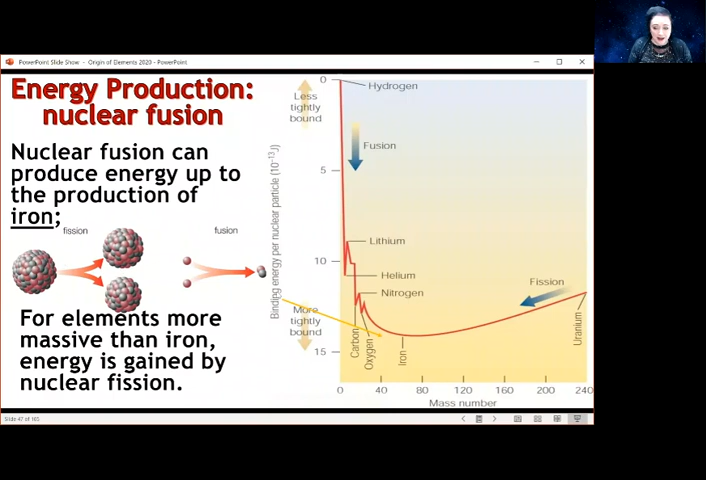 PowerPoint Slide Show - Origin of Elements 2020 - PowerPoint
Energy Production:
nuclear fusion
Nuclear fusion can
produce energy up to
the production of
iron;
fission
fusion
For elements more
massive than iron,
energy is gained by
nuclear fission.
Binding energy per nuclear particle (10⁻¹³J)
0
5
10
15
Less
tightly
bound
More
tightly
bound
Hydrogen
Fusion
Lithium
Helium
Nitrogen
Fission
Carbon
Oxygen
Iron
Uranium
0 40 80 120 160 200 240
Mass number
Slide 47 of 105